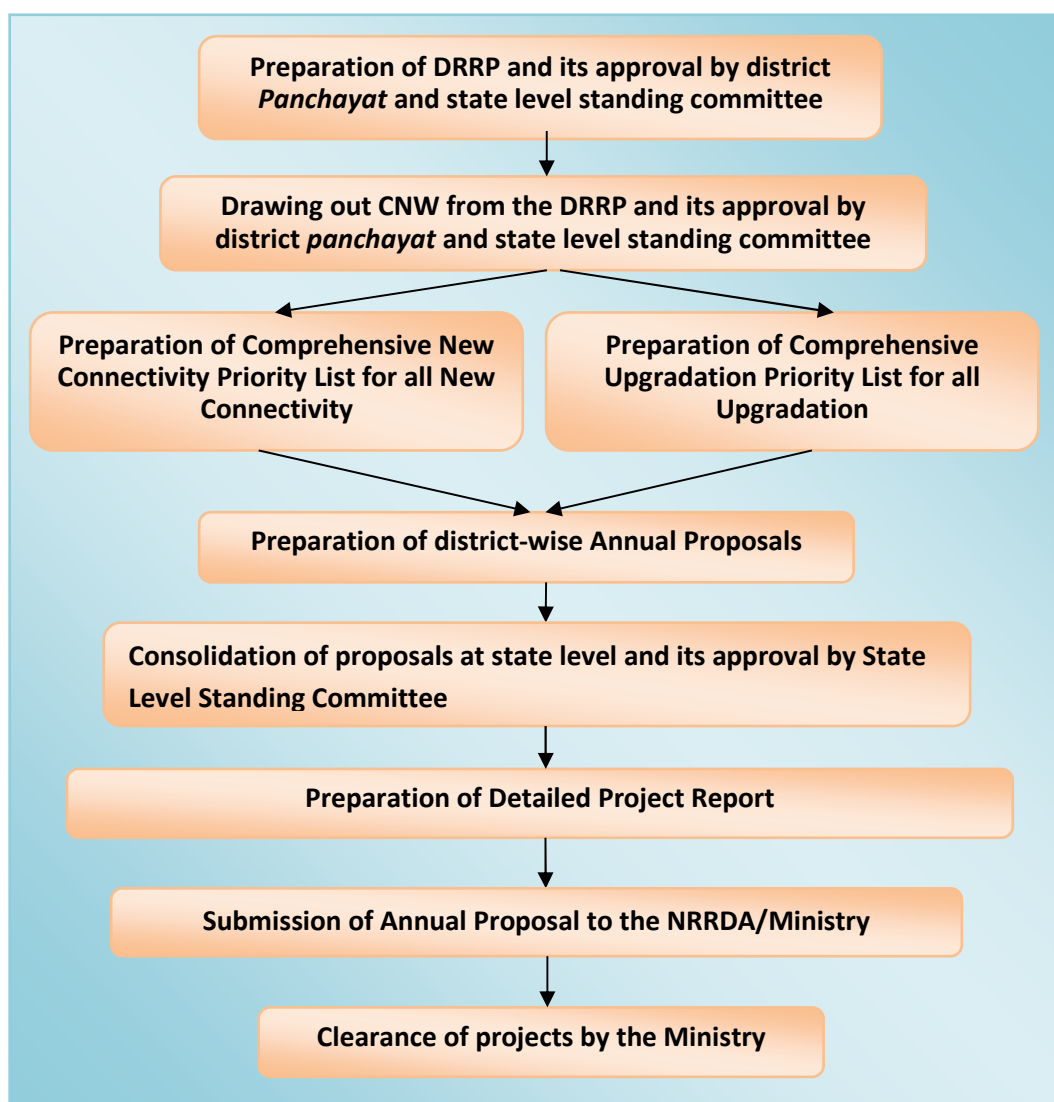 Preparation of DRRP and its approval by district
Panchayat and state level standing committee
Drawing out CNW from the DRRP and its approval by
district panchayat and state level standing committee
Preparation of Comprehensive New
Connectivity Priority List for all New
Connectivity
Preparation of Comprehensive
Upgradation Priority List for all
Upgradation
Preparation of district-wise Annual Proposals
Consolidation of proposals at state level and its approval by State
Level Standing Committee
Preparation of Detailed Project Report
Submission of Annual Proposal to the NRRDA/Ministry
Clearance of projects by the Ministry